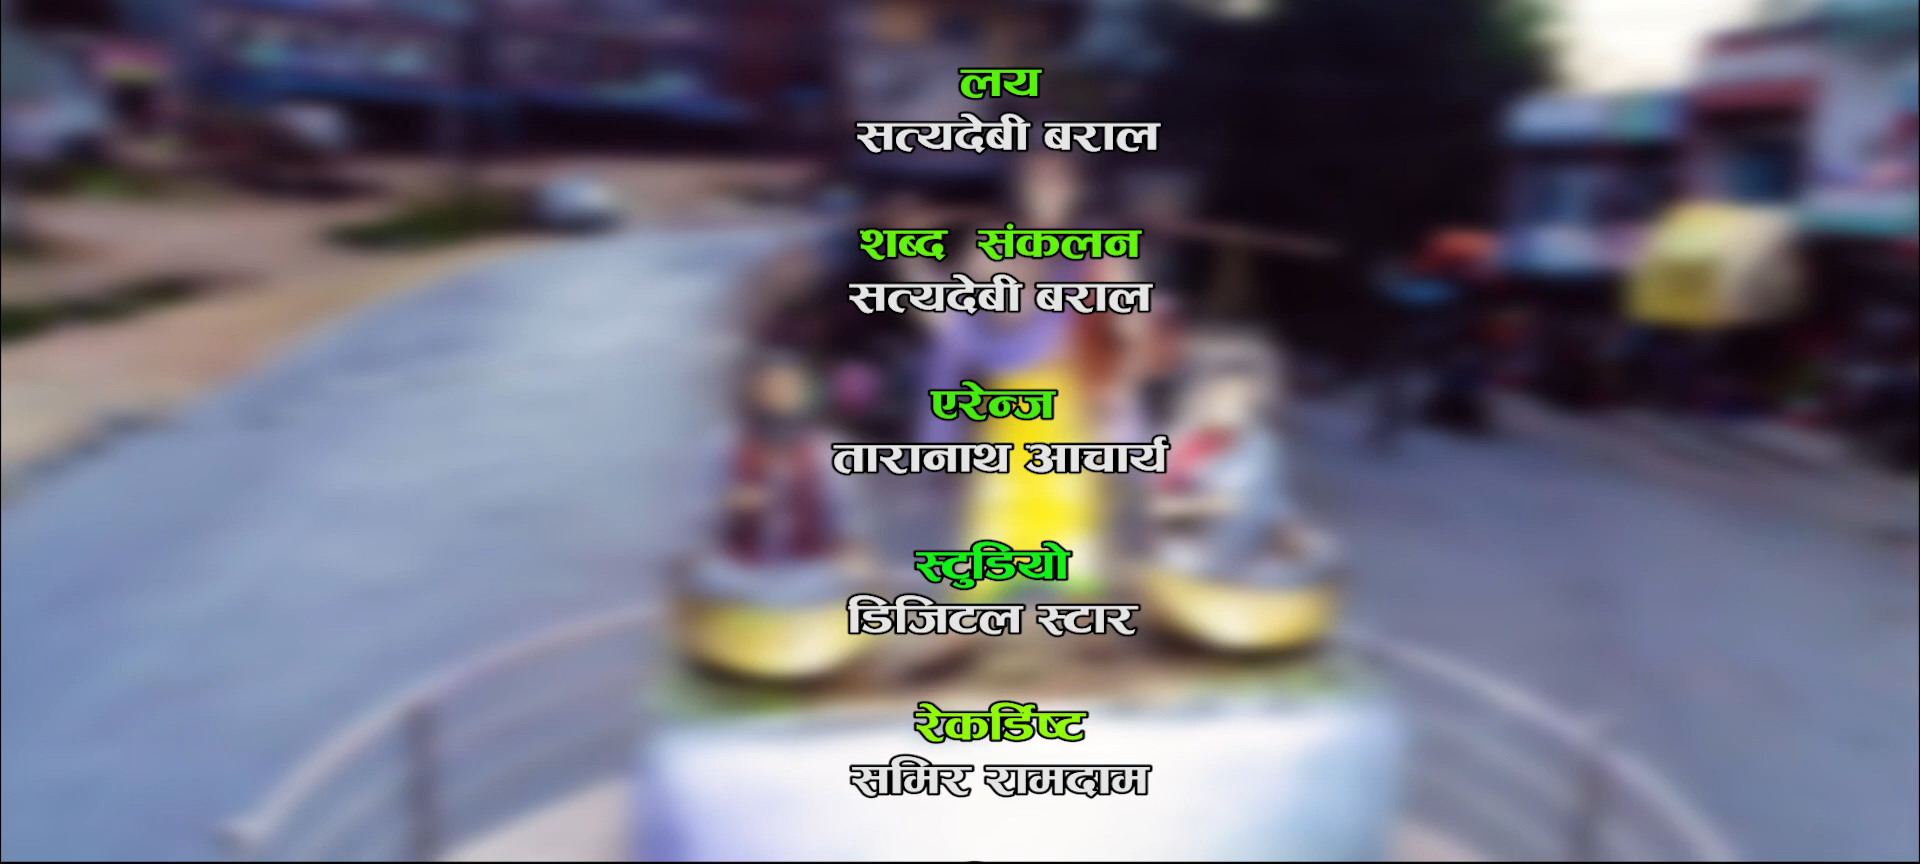 लय
सत्यदेबी बराल
शब्द संकलन
सत्यदेबी बराल
एरेन्ज
तारानाथ आचार्य
स्टुडियो
डिजिटल स्टार
रेकर्डिष्ट
समिर रामदाम